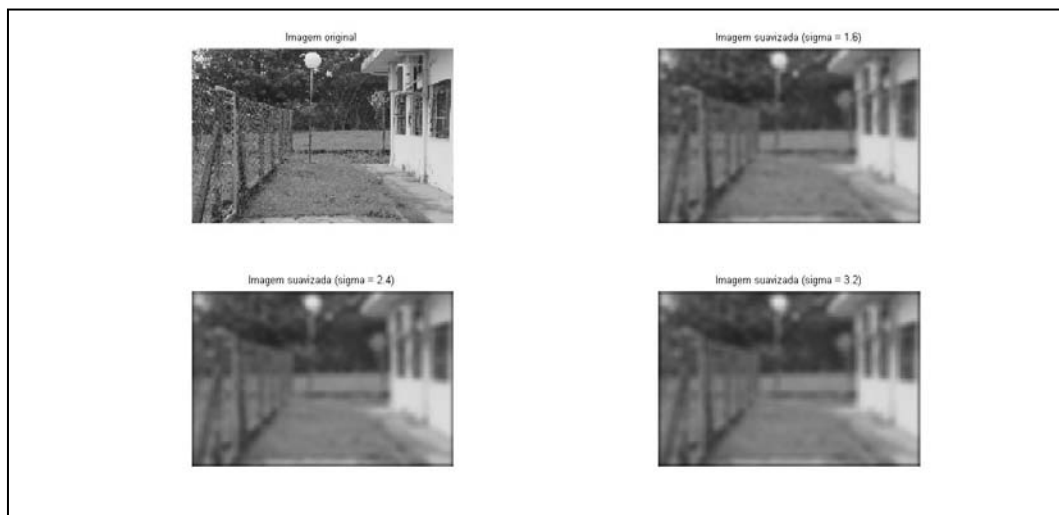 Imagem original
Imagem suavizada (sigma = 1.6)
Imagem suavizada (sigma = 2.4)
Imagem suavizada (sigma = 3.2)